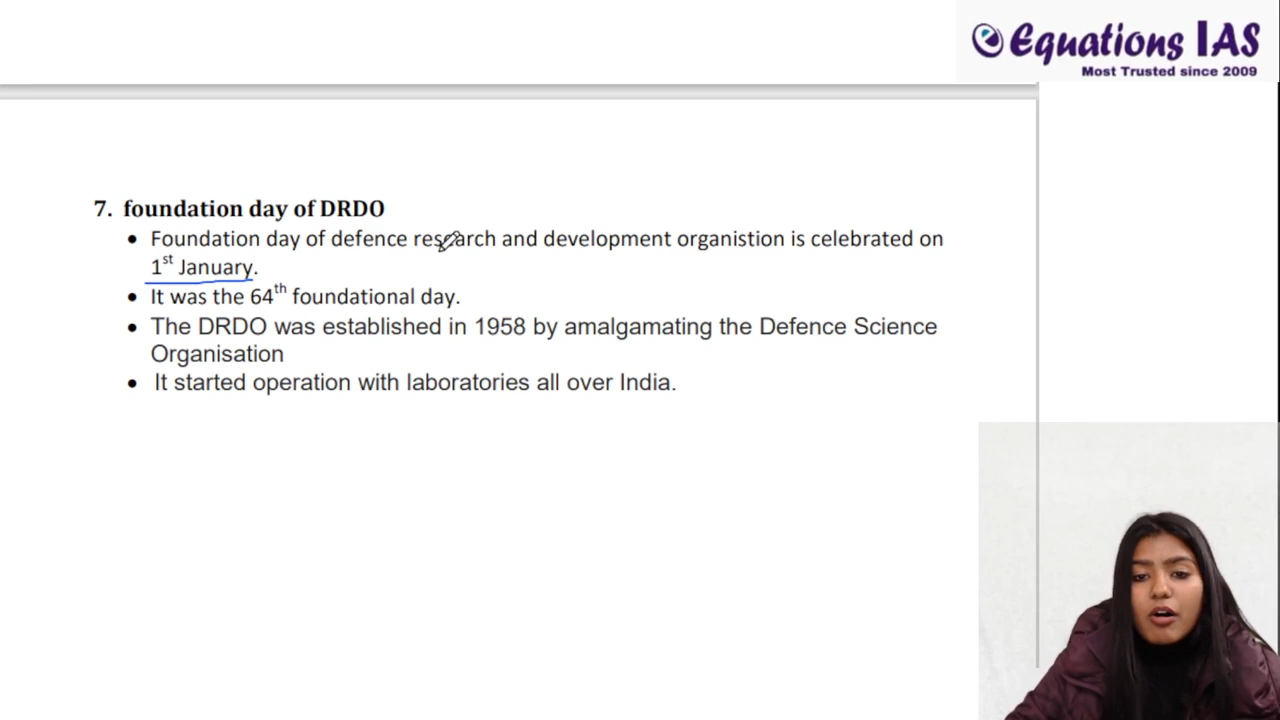 Equations IAS
Most Trusted since 2009
7. foundation day of DRDO
• Foundation day of defence research and development organistion is celebrated on
1st January.
• It was the 64th foundational day.
• The DRDO was established in 1958 by amalgamating the Defence Science
Organisation
• It started operation with laboratories all over India.